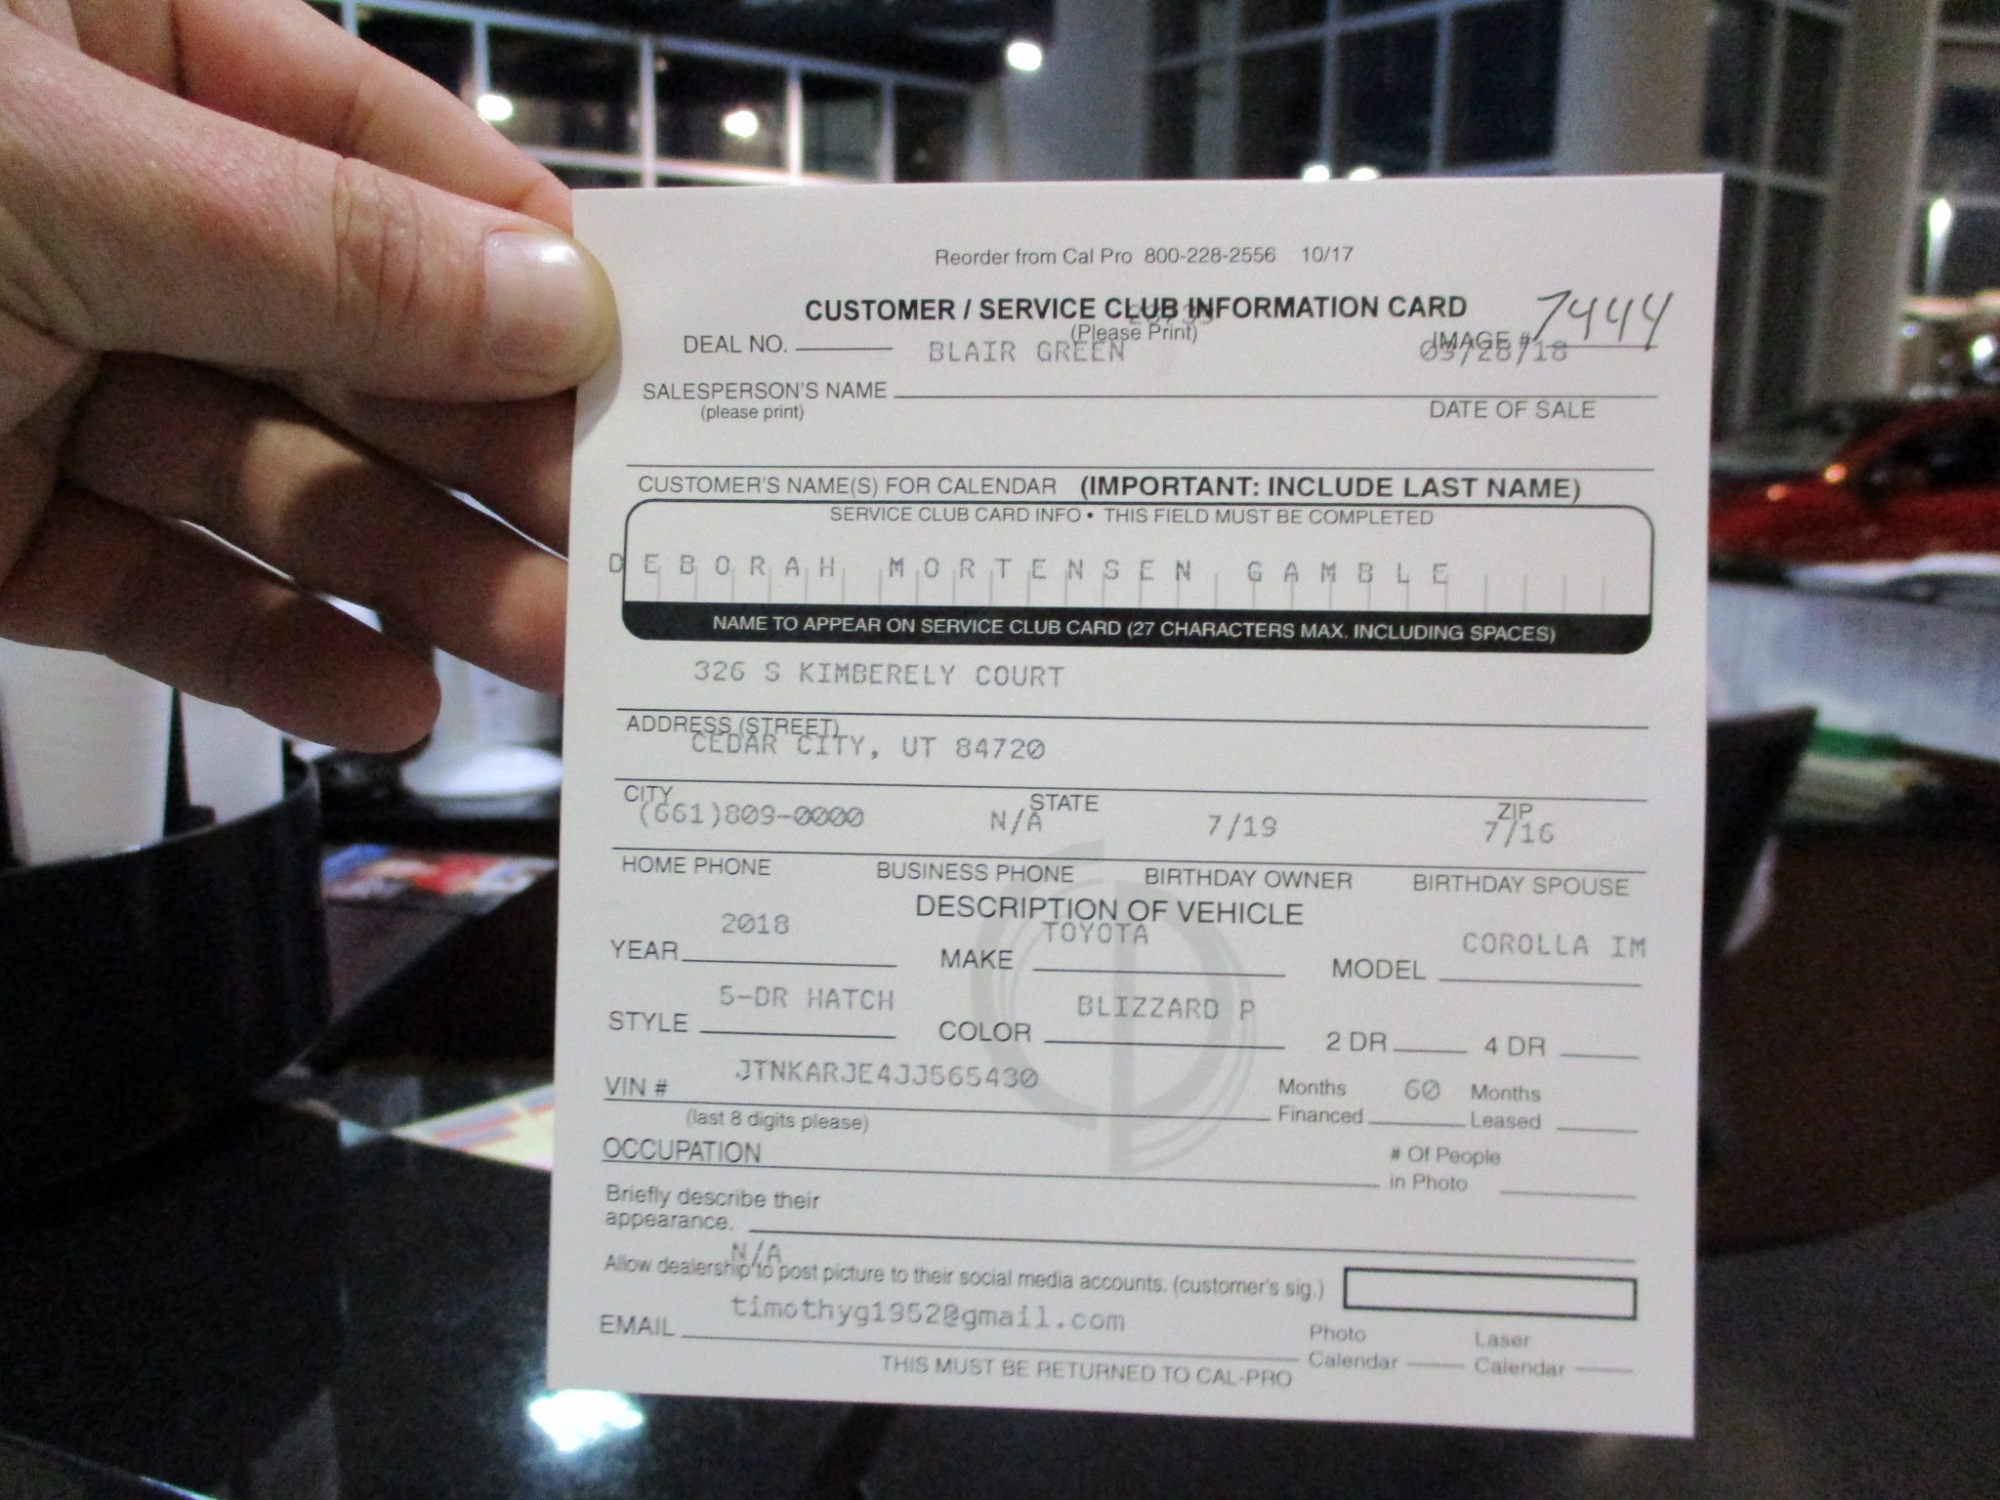 Reorder from Cal Pro 800-228-2556 10/17
CUSTOMER / SERVICE CLUB INFORMATION CARD
(Please Print)
DEAL NO. BLAIR GREEN IMAGE # 7444
09/28/18
SALESPERSON'S NAME
(please print) DATE OF SALE
CUSTOMER'S NAME(S) FOR CALENDAR (IMPORTANT: INCLUDE LAST NAME)
SERVICE CLUB CARD INFO • THIS FIELD MUST BE COMPLETED
DEBORAH MORTENSEN GAMBLE
NAME TO APPEAR ON SERVICE CLUB CARD (27 CHARACTERS MAX. INCLUDING SPACES)
326 S KIMBERELY COURT
ADDRESS (STREET)
CEDAR CITY, UT 84720
CITY STATE ZIP
(661)809-0000 N/A 7/19 7/16
HOME PHONE BUSINESS PHONE BIRTHDAY OWNER BIRTHDAY SPOUSE
DESCRIPTION OF VEHICLE
YEAR 2018 MAKE TOYOTA MODEL COROLLA IM
STYLE 5-DR HATCH COLOR BLIZZARD P 2 DR 4 DR
VIN # JTNKARJE4JJ565430 Months Financed 60 Months Leased
(last 8 digits please)
OCCUPATION # Of People in Photo
Briefly describe their
appearance.
N/A
Allow dealership to post picture to their social media accounts. (customer's sig.)
EMAIL timothyg1952@gmail.com Photo Calendar Laser Calendar
THIS MUST BE RETURNED TO CAL-PRO